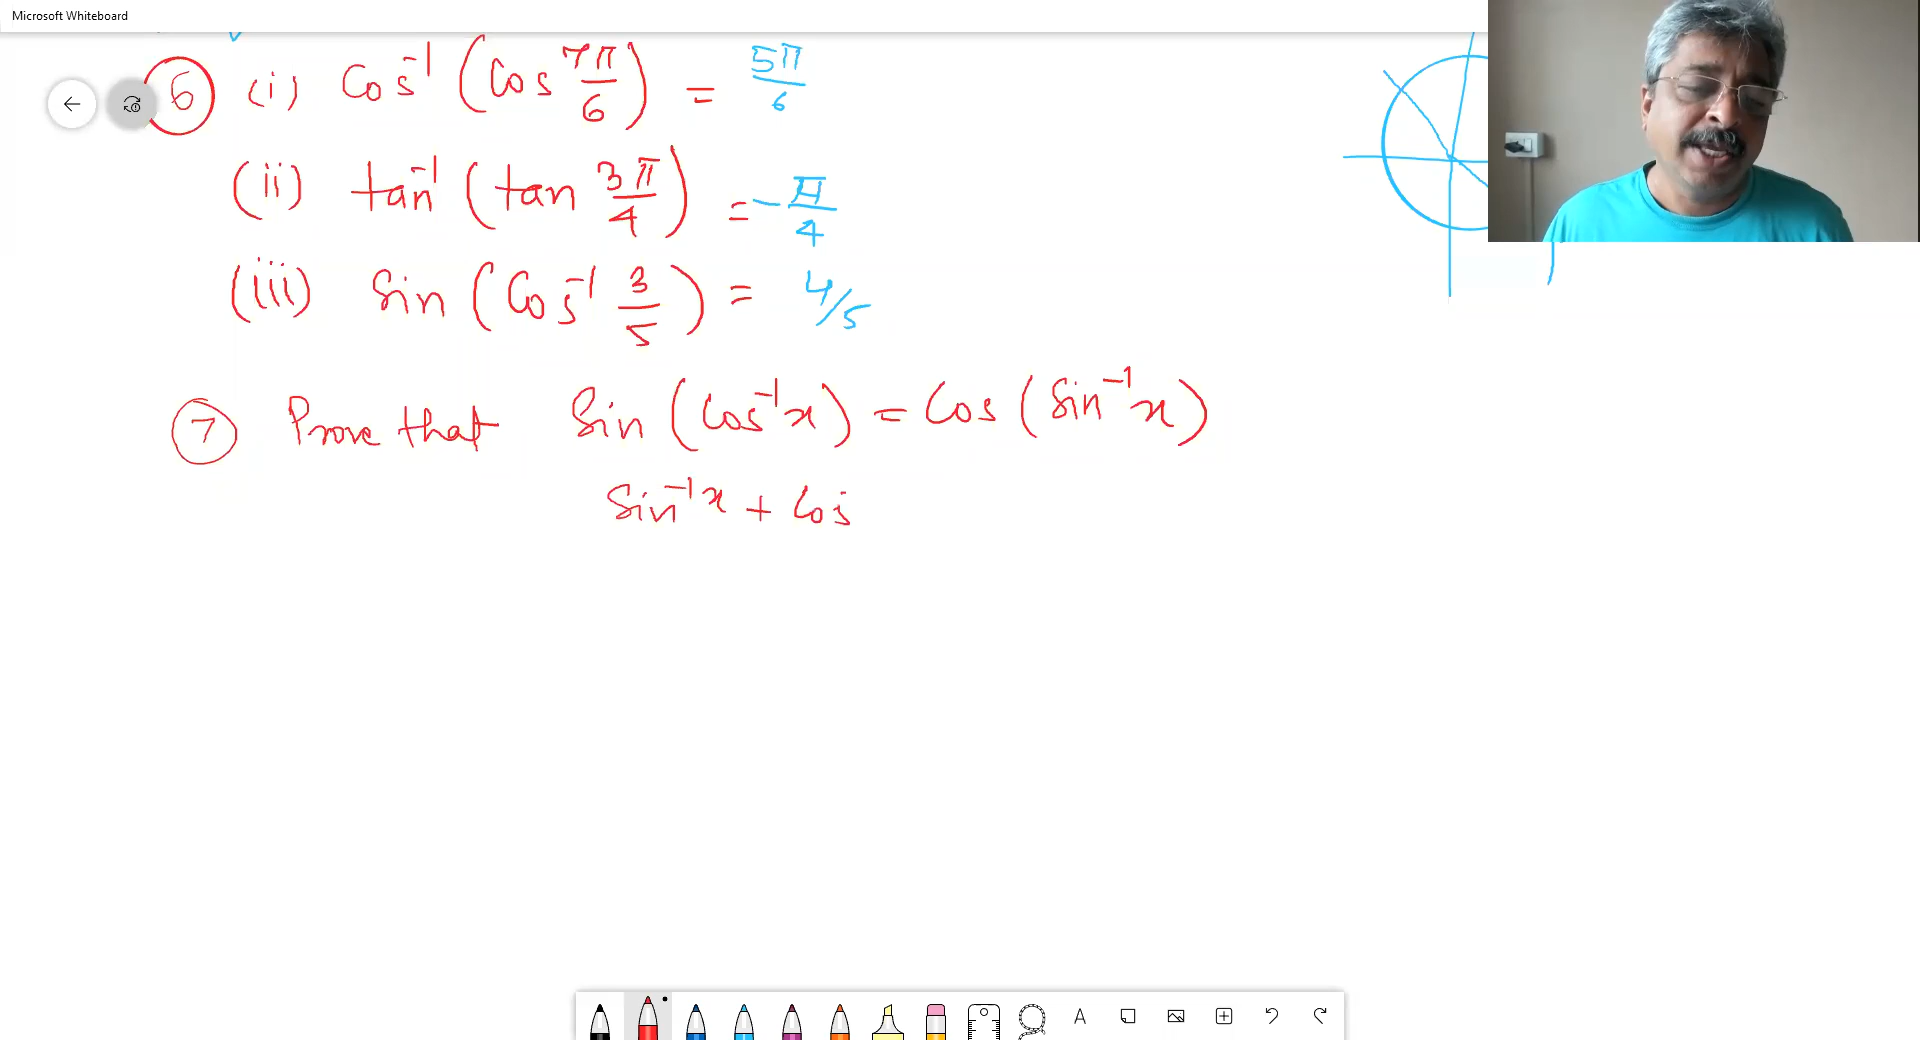 Microsoft Whiteboard
6 (i) Cos⁻¹ (Cos 7π/6) = 5π/6
(ii) tan⁻¹ (tan 3π/4) = -π/4
(iii) Sin (Cos⁻¹ 3/5) = 4/5
7 Prove that Sin (Cos⁻¹x) = Cos (Sin⁻¹x)
Sin⁻¹x + Cos
A